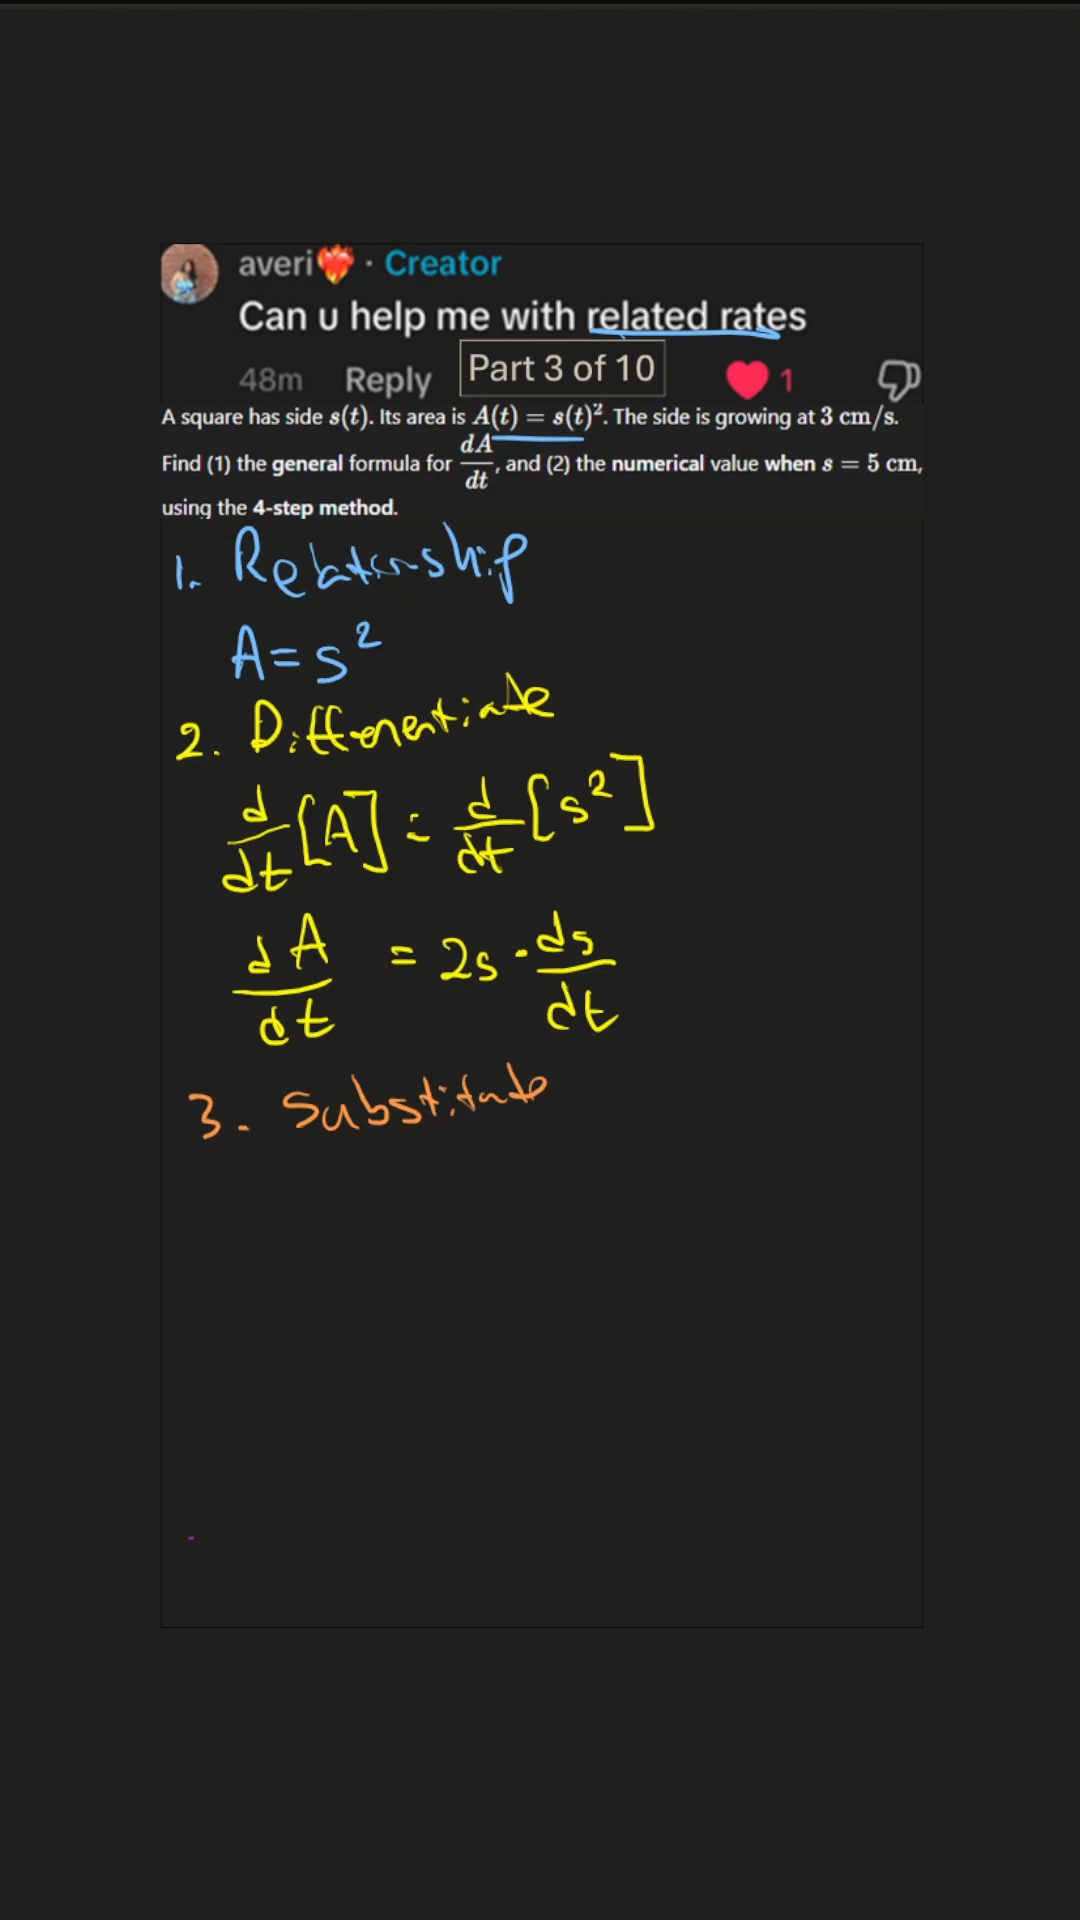 averi❤️‍🔥 · Creator
Can u help me with related rates
48m Reply Part 3 of 10 1
A square has side s(t). Its area is A(t) = s(t)². The side is growing at 3 cm/s.
Find (1) the general formula for dA/dt, and (2) the numerical value when s = 5 cm,
using the 4-step method.
1. Relationship
A = s²
2. Differentiate
d/dt [A] = d/dt [s²]
dA/dt = 2s · ds/dt
3. Substitute